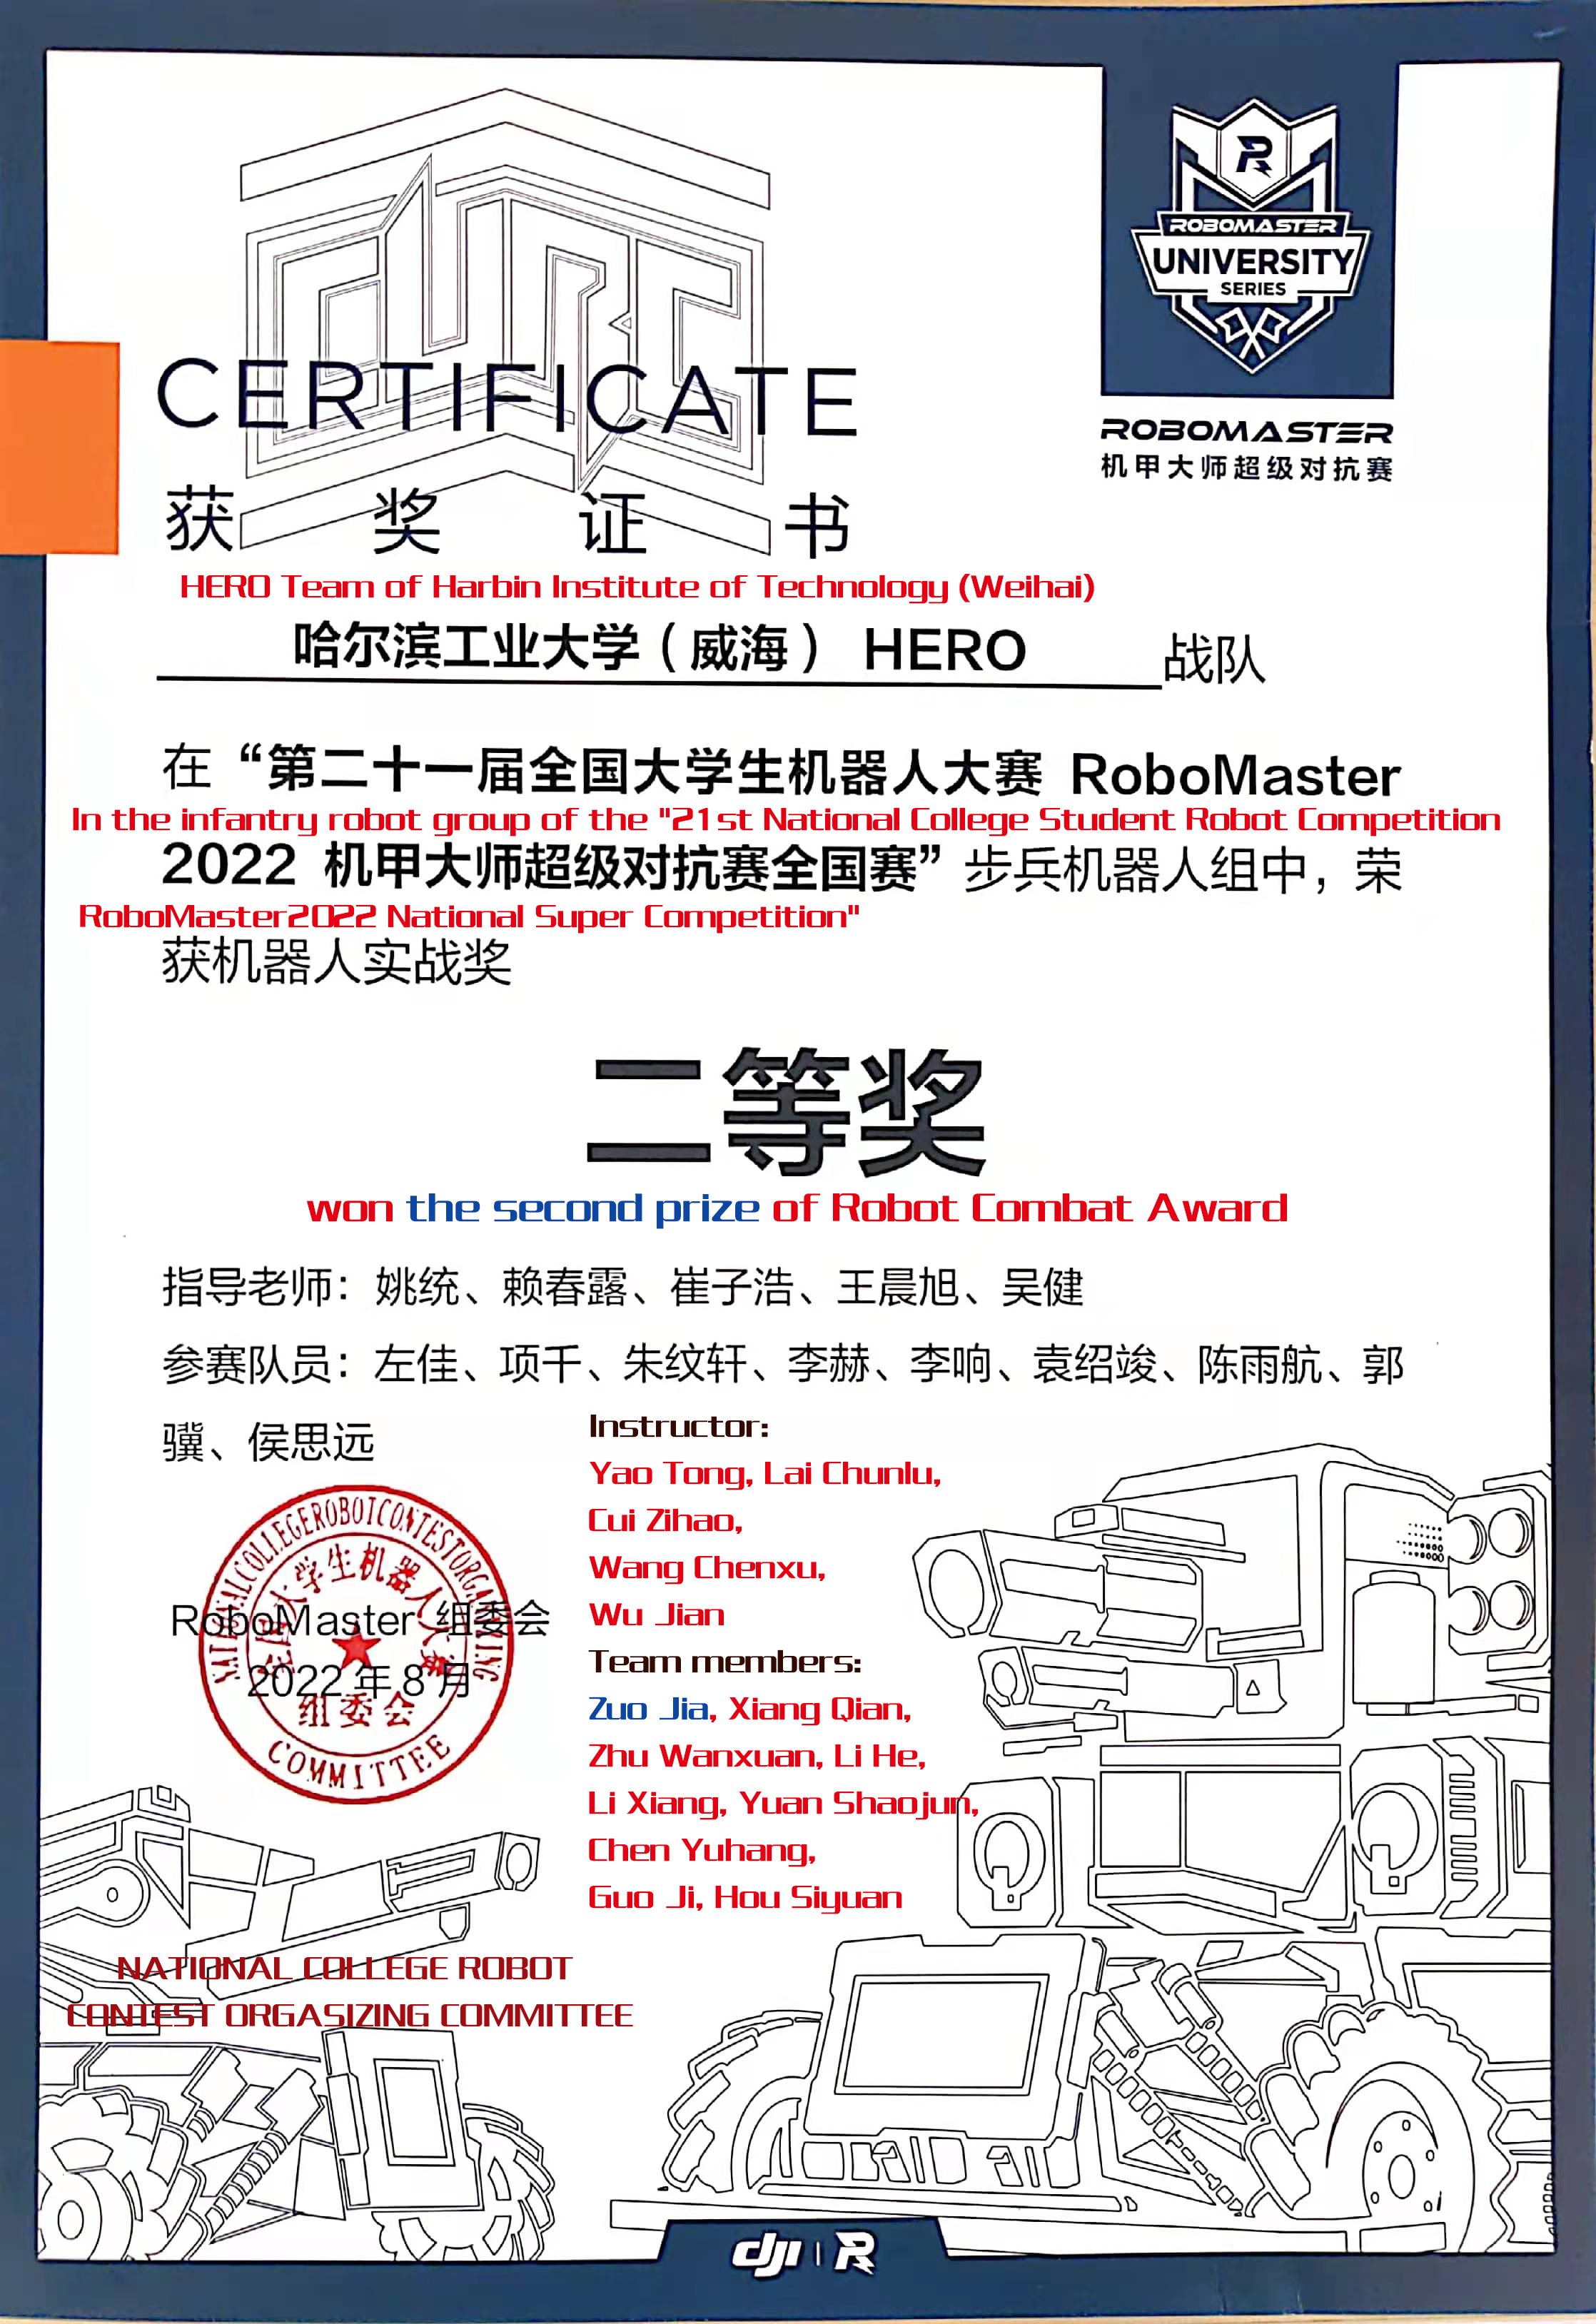 CURC
R
ROBOMASTER
UNIVERSITY
SERIES
CERTIFICATE
ROBOMASTER
机甲大师超级对抗赛
获奖证书
HERO Team of Harbin Institute of Technology (Weihai)
哈尔滨工业大学（威海） HERO 战队
在“第二十一届全国大学生机器人大赛 RoboMaster
In the infantry robot group of the "21st National College Student Robot Competition
2022 机甲大师超级对抗赛全国赛”步兵机器人组中，荣
RoboMaster2022 National Super Competition"
获机器人实战奖
二等奖
won the second prize of Robot Combat Award
指导老师：姚统、赖春露、崔子浩、王晨旭、吴健
参赛队员：左佳、项千、朱纹轩、李赫、李响、袁绍竣、陈雨航、郭
骥、侯思远
Instructor:
Yao Tong, Lai Chunlu,
Cui Zihao,
Wang Chenxu,
Wu Jian
Team members:
Zuo Jia, Xiang Qian,
Zhu Wanxuan, Li He,
Li Xiang, Yuan Shaojun,
Chen Yuhang,
Guo Ji, Hou Siyuan
NATIONAL COLLEGE ROBOT CONTEST ORGANIZING
全国大学生机器人大赛
RoboMaster 组委会
2022 年 8 月
组委会
COMMITTEE
NATIONAL COLLEGE ROBOT
CONTEST ORGASIZING COMMITTEE
dji R